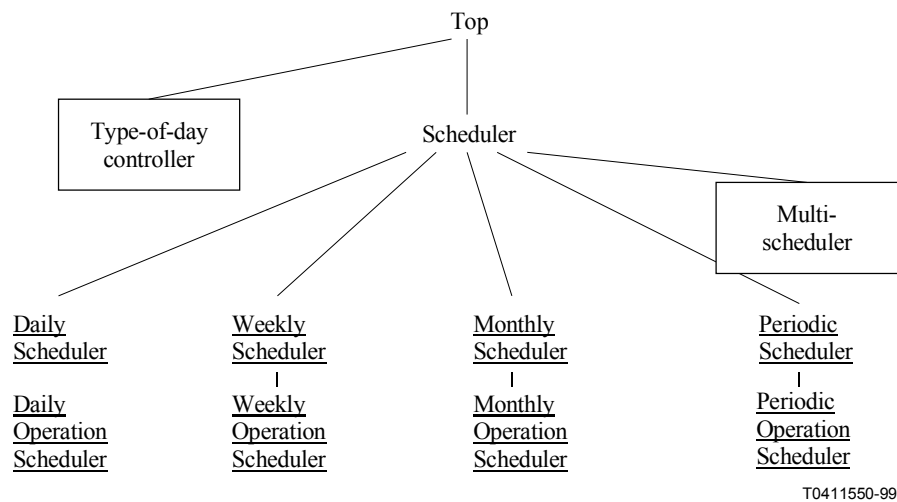 Top
Type-of-day
controller
Scheduler
Multi-
scheduler
Daily
Scheduler
Weekly
Scheduler
Monthly
Scheduler
Periodic
Scheduler
Daily
Operation
Scheduler
Weekly
Operation
Scheduler
Monthly
Operation
Scheduler
Periodic
Operation
Scheduler
T0411550-99